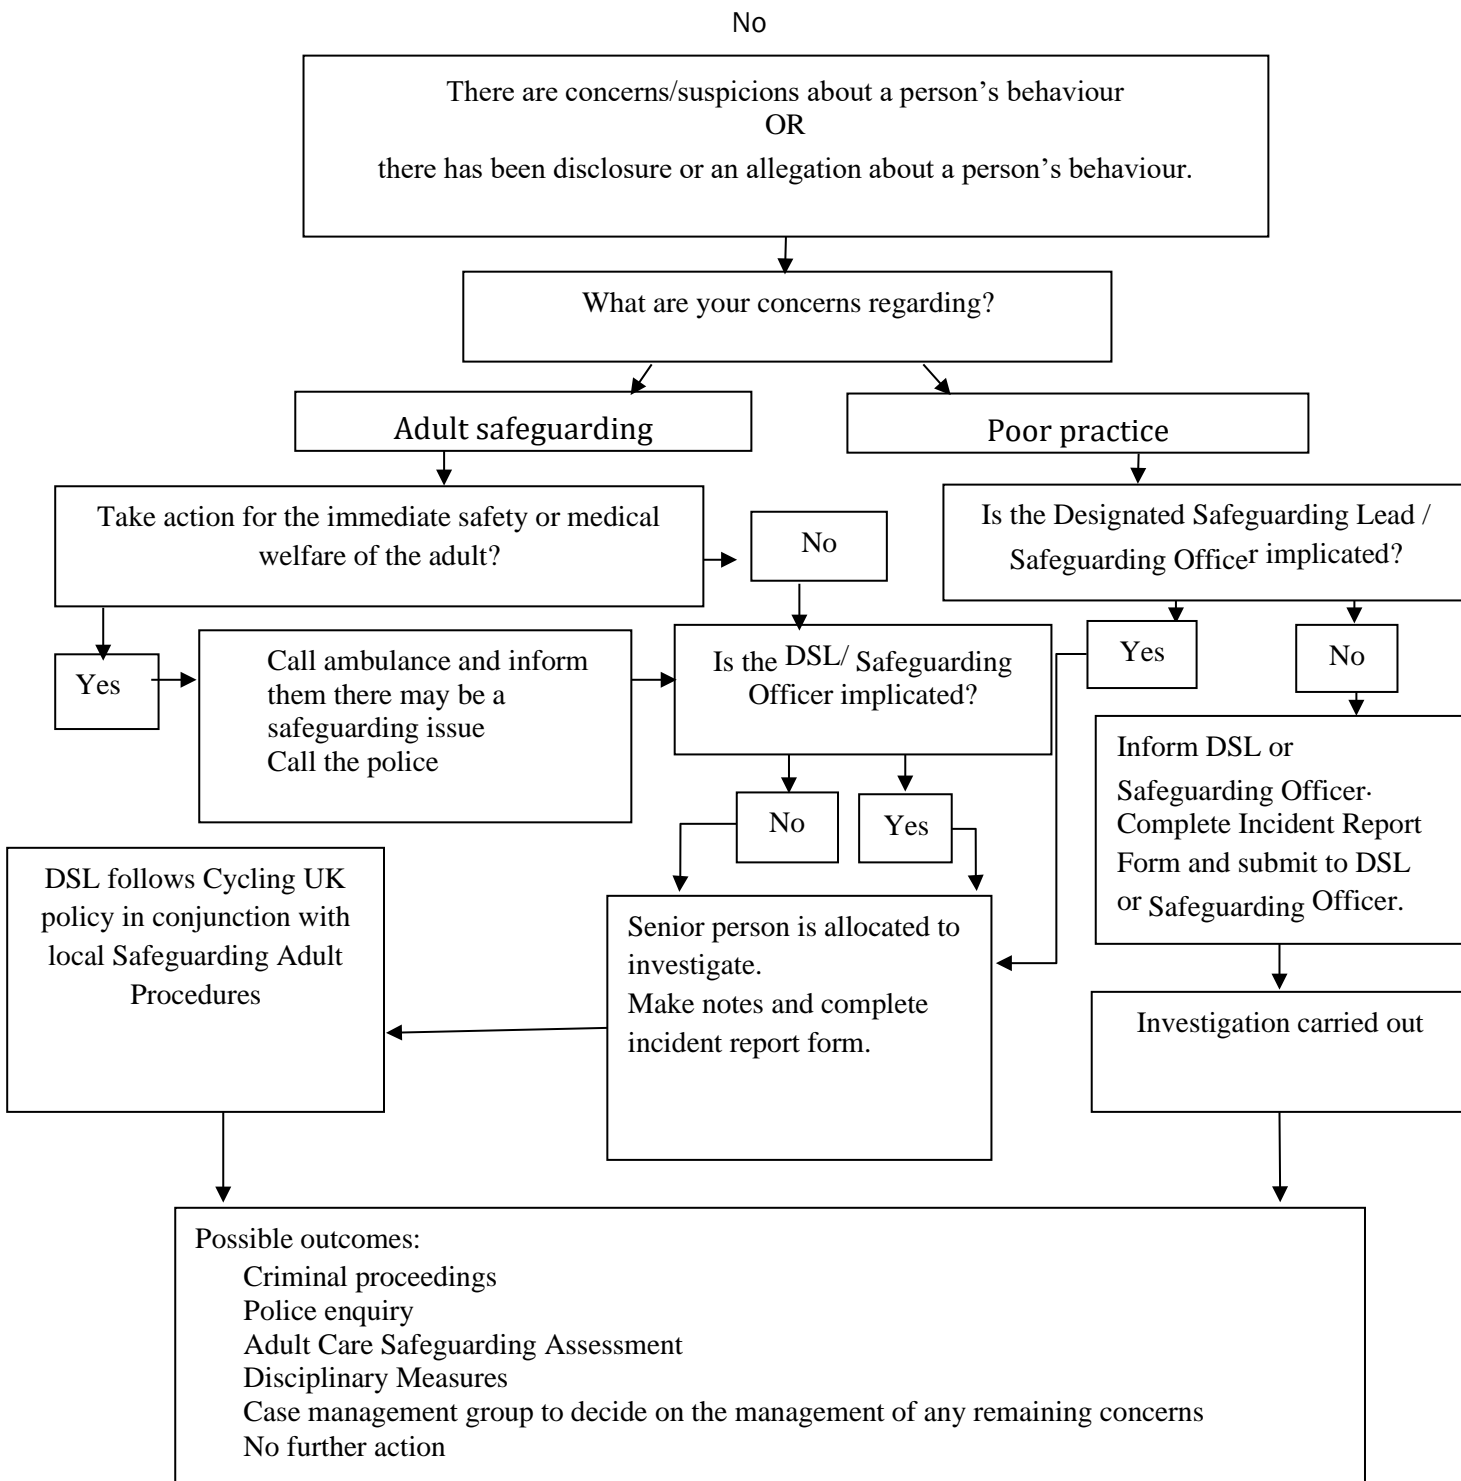 No
There are concerns/suspicions about a person’s behaviour
OR
there has been disclosure or an allegation about a person’s behaviour.
What are your concerns regarding?
Adult safeguarding
Poor practice
Take action for the immediate safety or medical
welfare of the adult?
No
Is the Designated Safeguarding Lead /
Safeguarding Officer implicated?
Yes
Call ambulance and inform
them there may be a
safeguarding issue
Call the police
Is the DSL/ Safeguarding
Officer implicated?
Yes
No
No
Yes
Inform DSL or
Safeguarding Officer.
Complete Incident Report
Form and submit to DSL
or Safeguarding Officer.
DSL follows Cycling UK
policy in conjunction with
local Safeguarding Adult
Procedures
Senior person is allocated to
investigate.
Make notes and complete
incident report form.
Investigation carried out
Possible outcomes:
Criminal proceedings
Police enquiry
Adult Care Safeguarding Assessment
Disciplinary Measures
Case management group to decide on the management of any remaining concerns
No further action